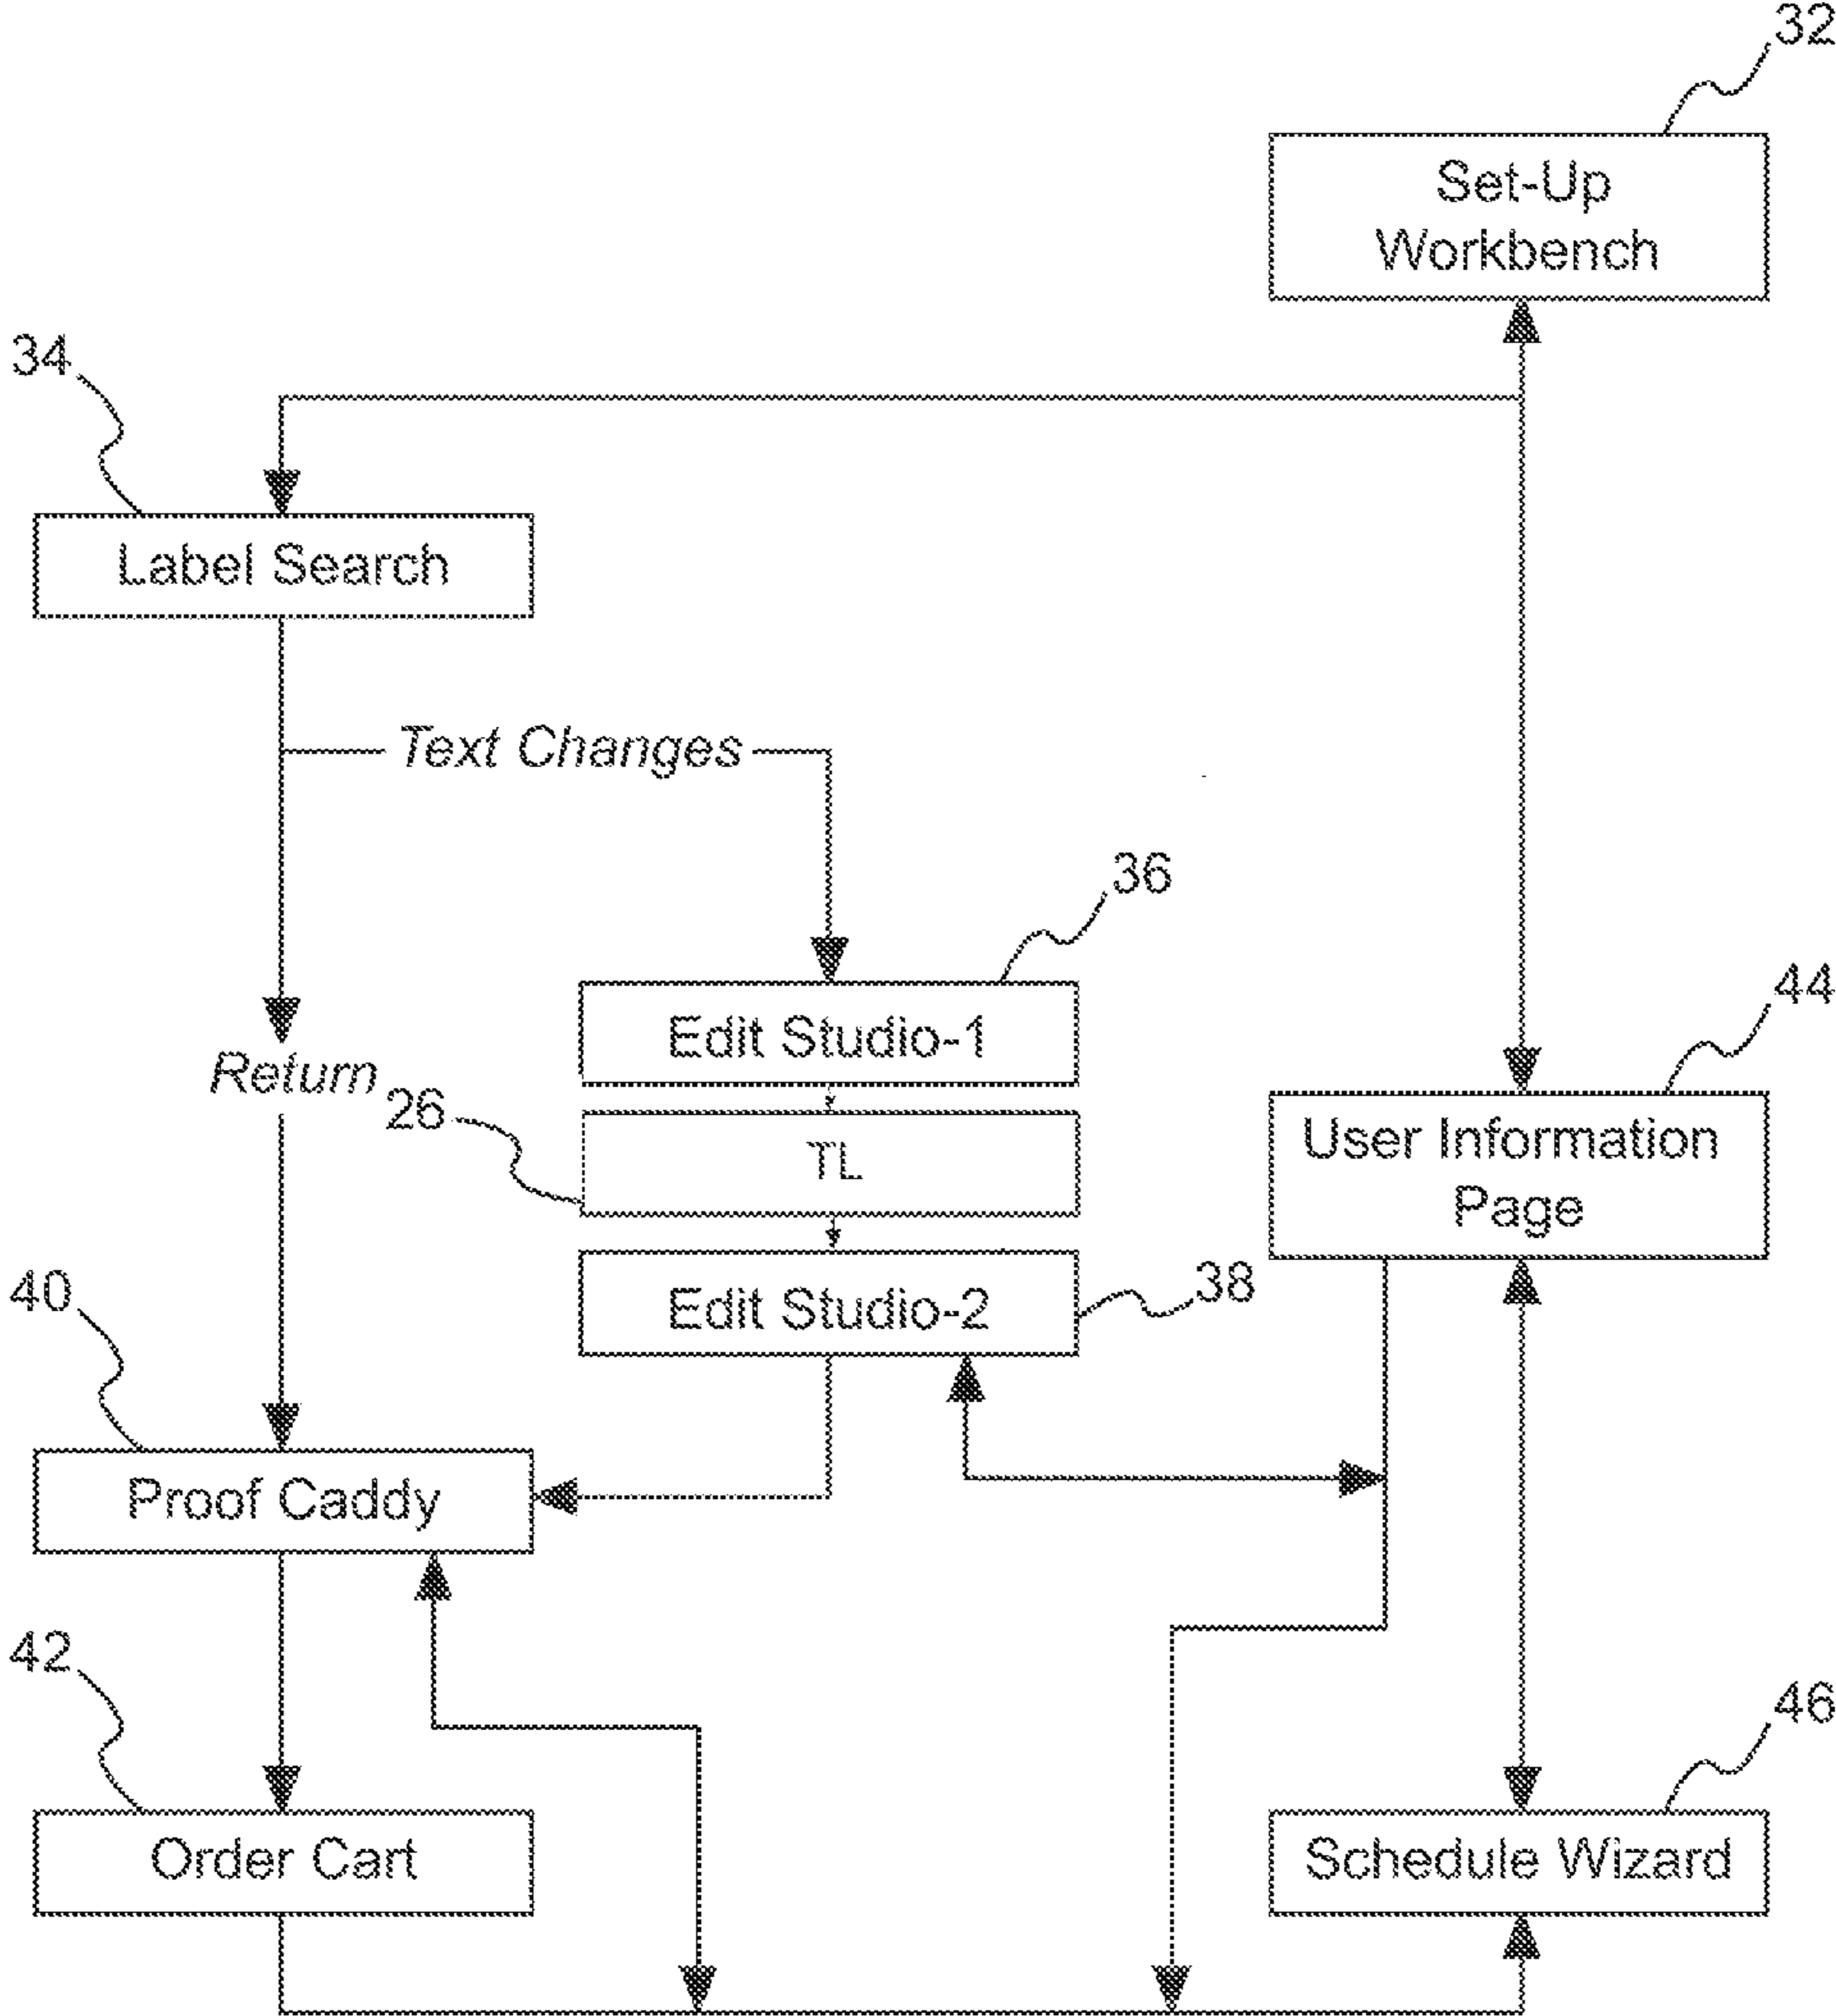 32
Set-Up
Workbench
34
Label Search
Text Changes
36
Edit Studio-1
44
Return
26
TL
User Information
Page
40
Edit Studio-2
38
Proof Caddy
42
46
Order Cart
Schedule Wizard